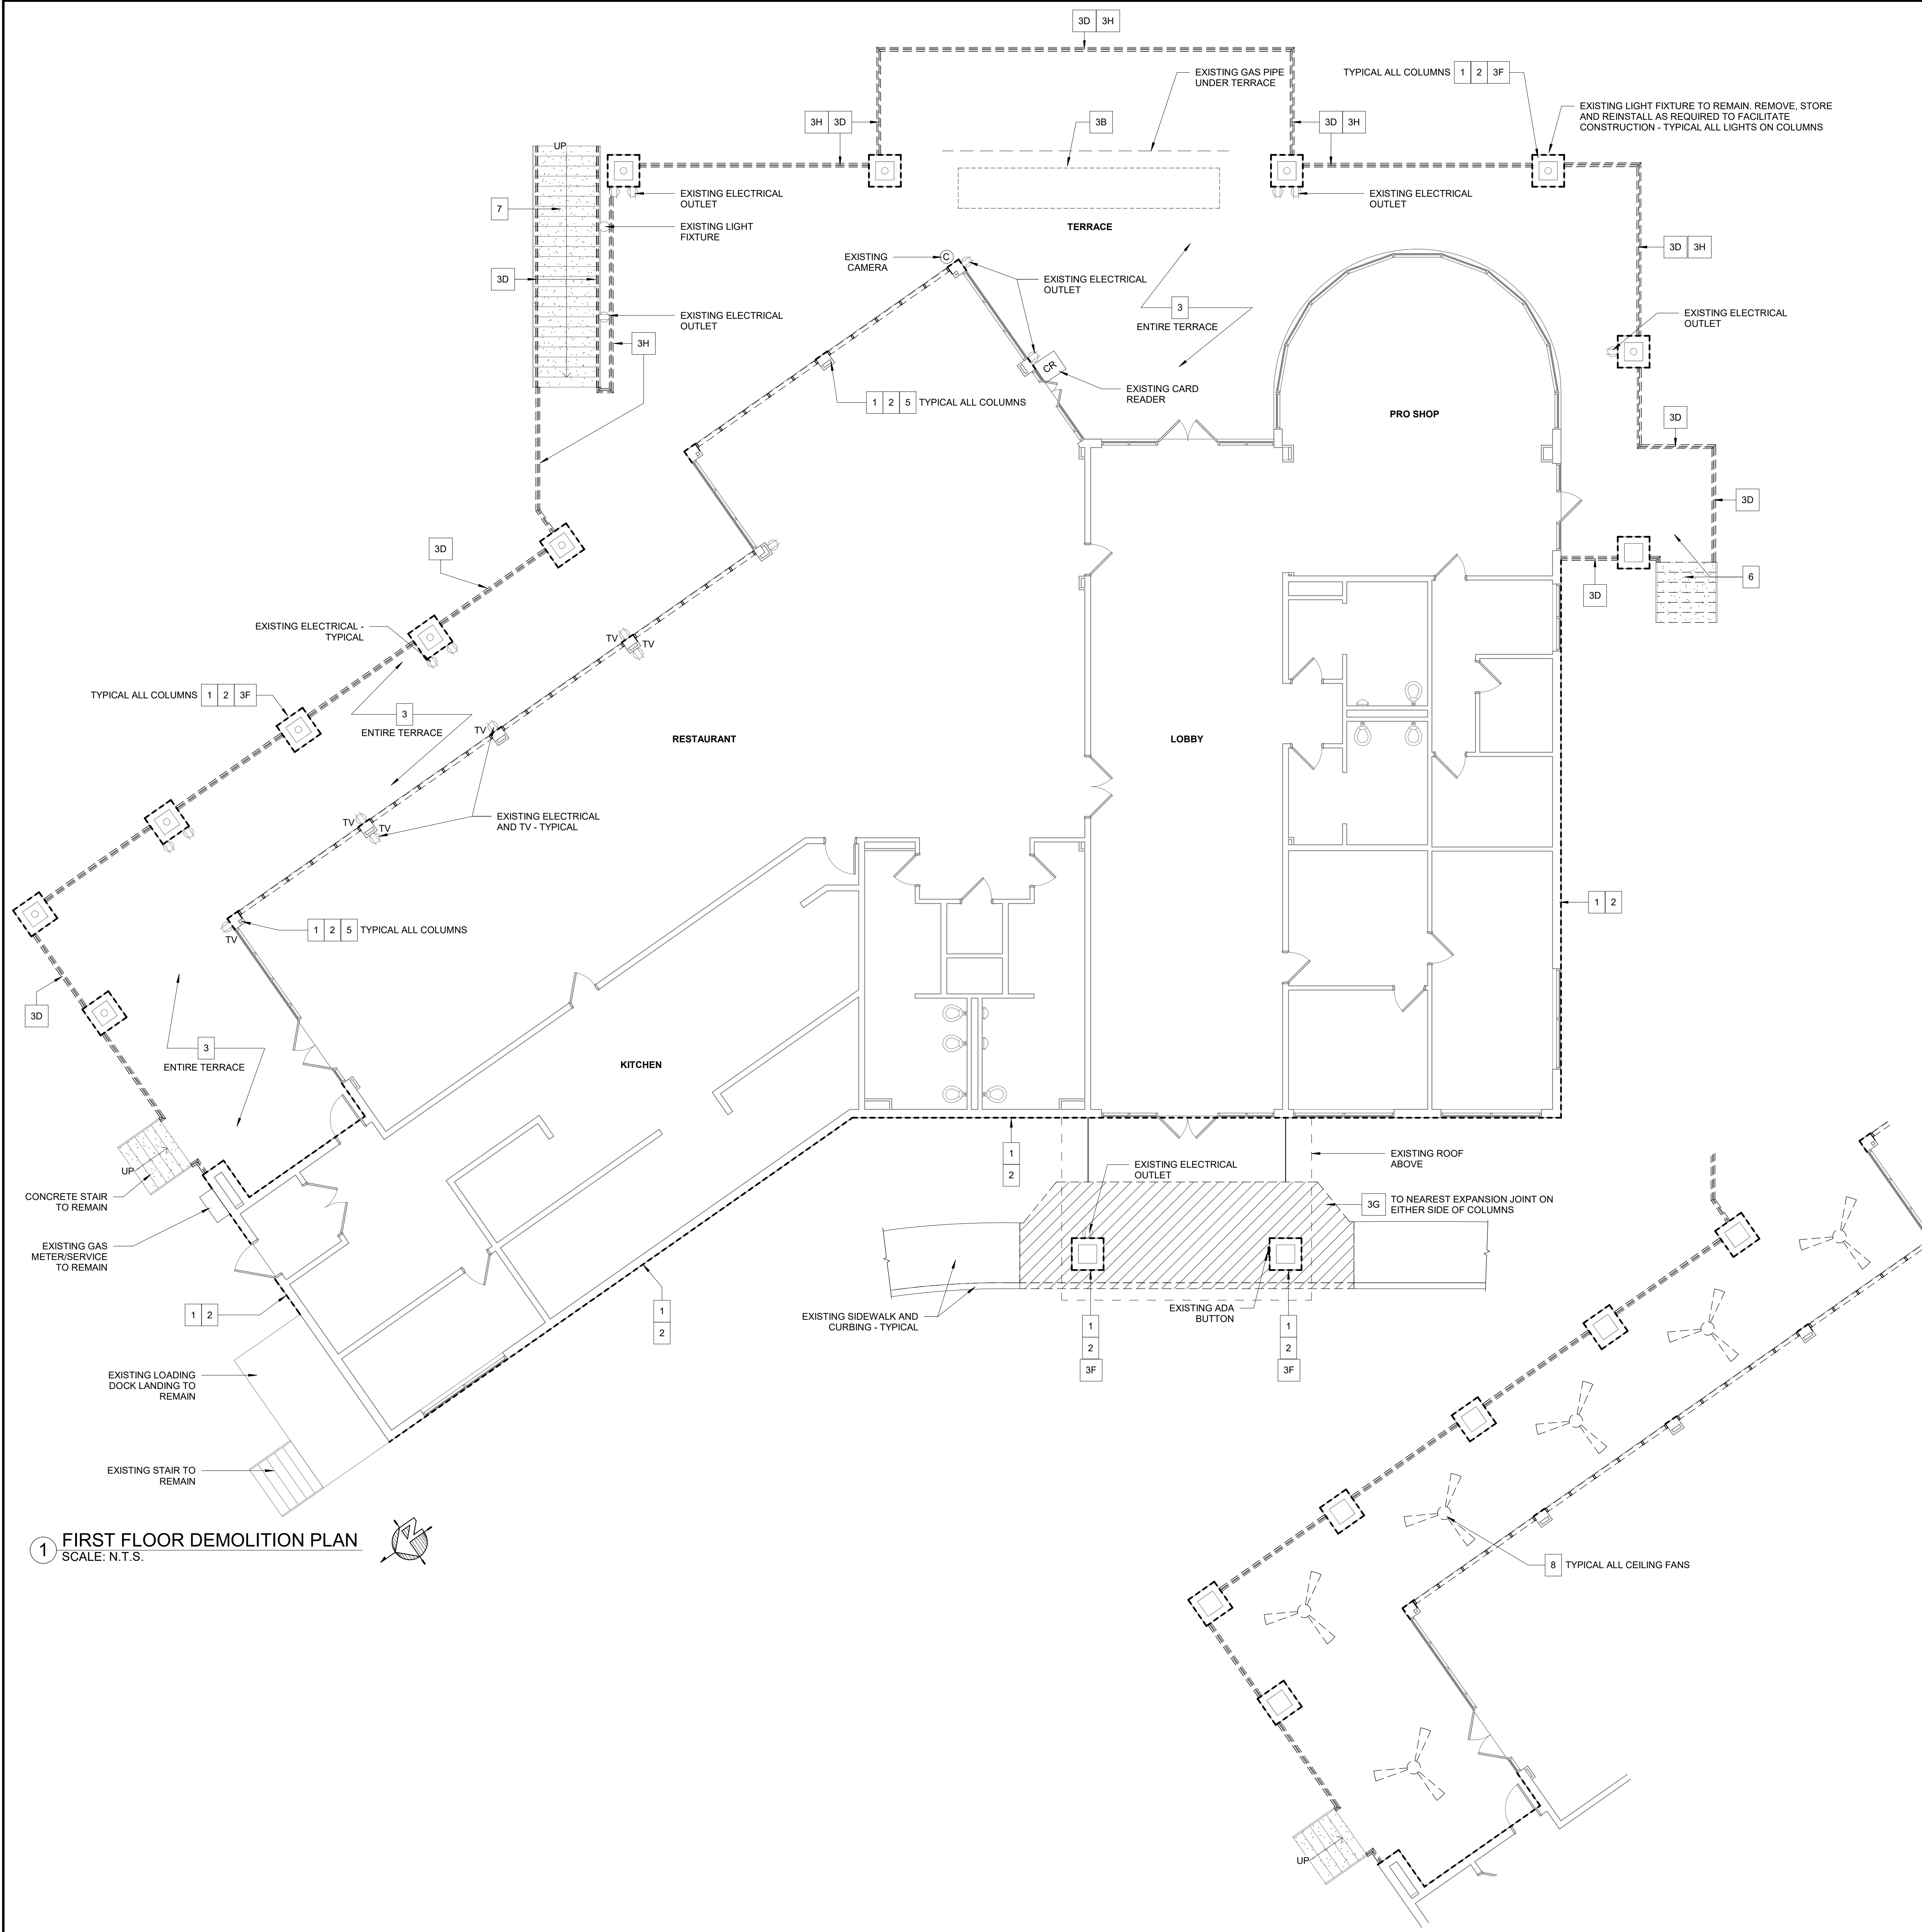 3D 3H
EXISTING GAS PIPE
UNDER TERRACE
TYPICAL ALL COLUMNS 1 2 3F
EXISTING LIGHT FIXTURE TO REMAIN. REMOVE, STORE
AND REINSTALL AS REQUIRED TO FACILITATE
CONSTRUCTION - TYPICAL ALL LIGHTS ON COLUMNS
3H 3D
3B
3D 3H
UP
EXISTING ELECTRICAL
OUTLET
EXISTING ELECTRICAL
OUTLET
7
EXISTING LIGHT
FIXTURE
TERRACE
3D 3H
EXISTING
CAMERA
C
3D
EXISTING ELECTRICAL
OUTLET
3
ENTIRE TERRACE
EXISTING ELECTRICAL
OUTLET
EXISTING ELECTRICAL
OUTLET
3H
CR
EXISTING CARD
READER
1 2 5 TYPICAL ALL COLUMNS
PRO SHOP
3D
3D
3D
6
3D
EXISTING ELECTRICAL -
TYPICAL
TV
TV
TYPICAL ALL COLUMNS 1 2 3F
3
ENTIRE TERRACE
TV
RESTAURANT
LOBBY
EXISTING ELECTRICAL
AND TV - TYPICAL
TV
TV
1 2
1 2 5 TYPICAL ALL COLUMNS
TV
3D
3
ENTIRE TERRACE
KITCHEN
1
2
EXISTING ELECTRICAL
OUTLET
EXISTING ROOF
ABOVE
UP
CONCRETE STAIR
TO REMAIN
3G TO NEAREST EXPANSION JOINT ON
EITHER SIDE OF COLUMNS
EXISTING GAS
METER/SERVICE
TO REMAIN
1 2
1
2
EXISTING SIDEWALK AND
CURBING - TYPICAL
EXISTING ADA
BUTTON
1
2
3F
1
2
3F
EXISTING LOADING
DOCK LANDING TO
REMAIN
EXISTING STAIR TO
REMAIN
1 FIRST FLOOR DEMOLITION PLAN
SCALE: N.T.S.
N
8 TYPICAL ALL CEILING FANS
UP